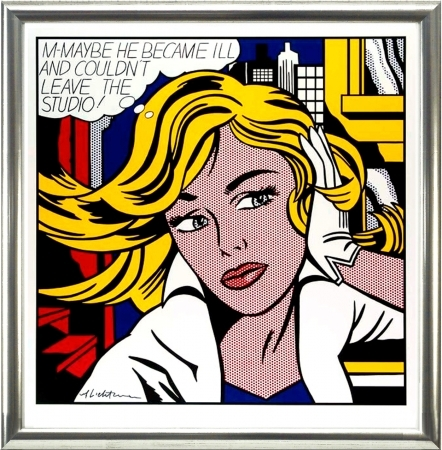 M-MAYBE HE BECAME ILL
AND COULDN'T
LEAVE THE
STUDIO!